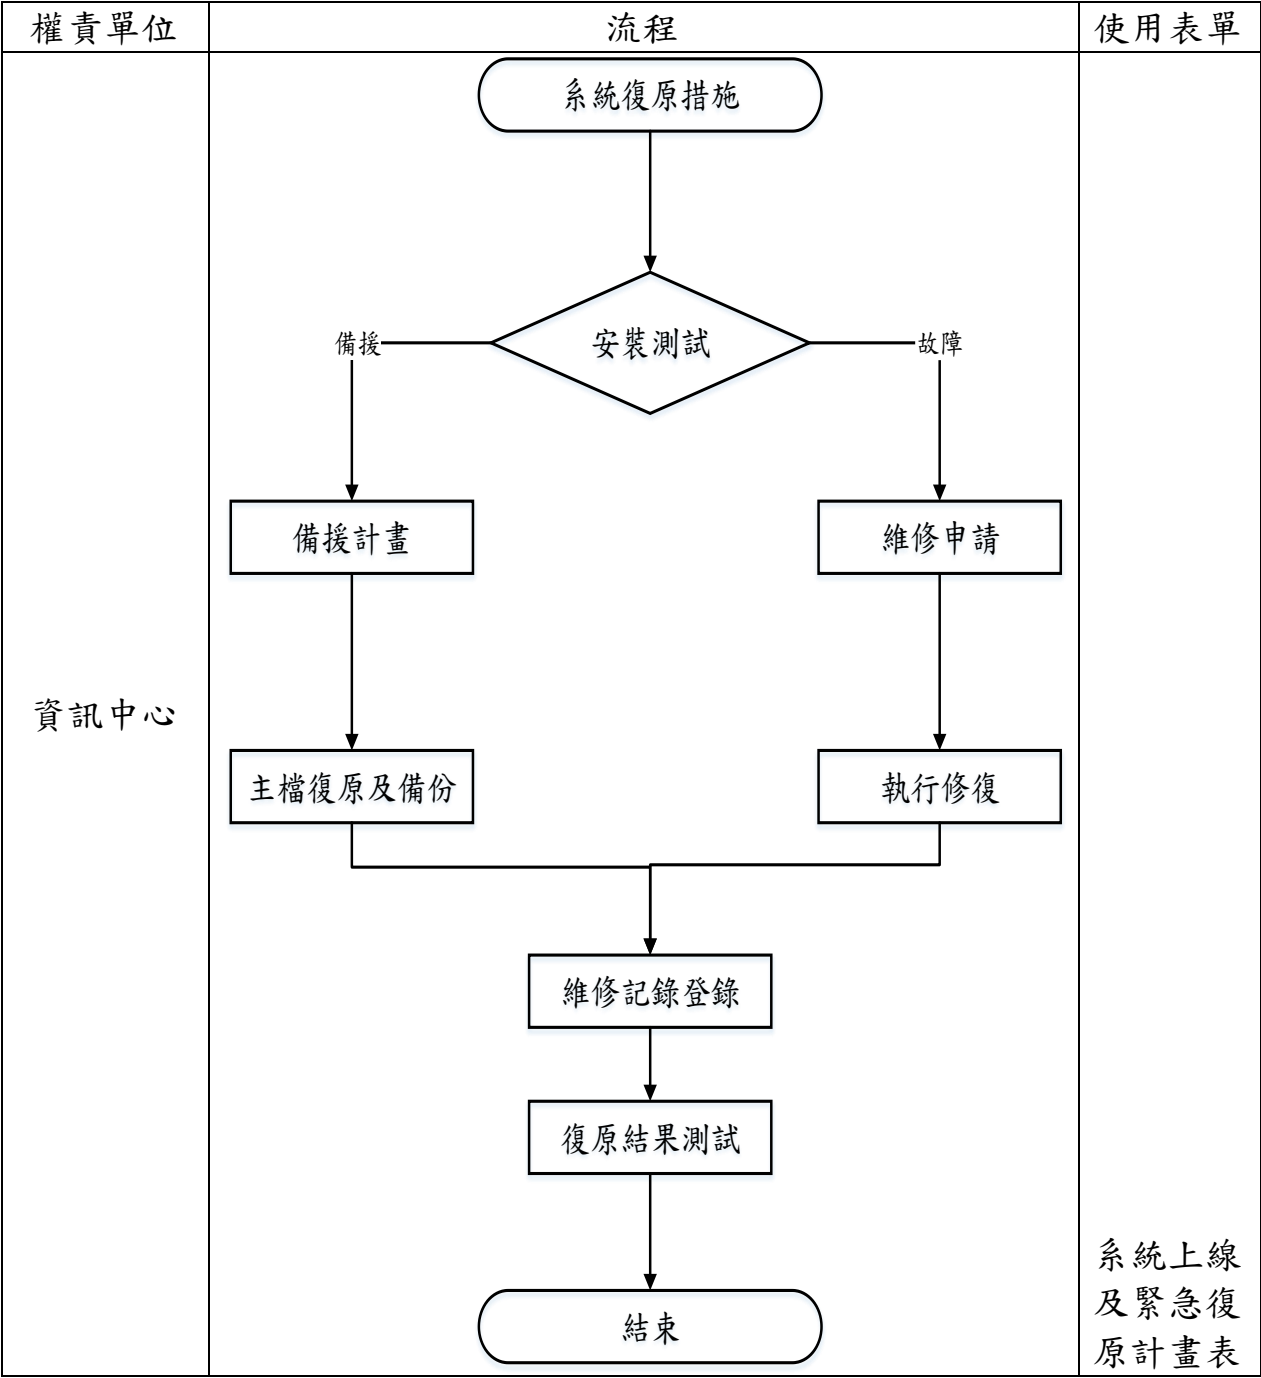 權責單位
流程
使用表單
系統復原措施
安裝測試
備援
故障
備援計畫
維修申請
資訊中心
主檔復原及備份
執行修復
維修記錄登錄
復原結果測試
結束
系統上線
及緊急復
原計畫表